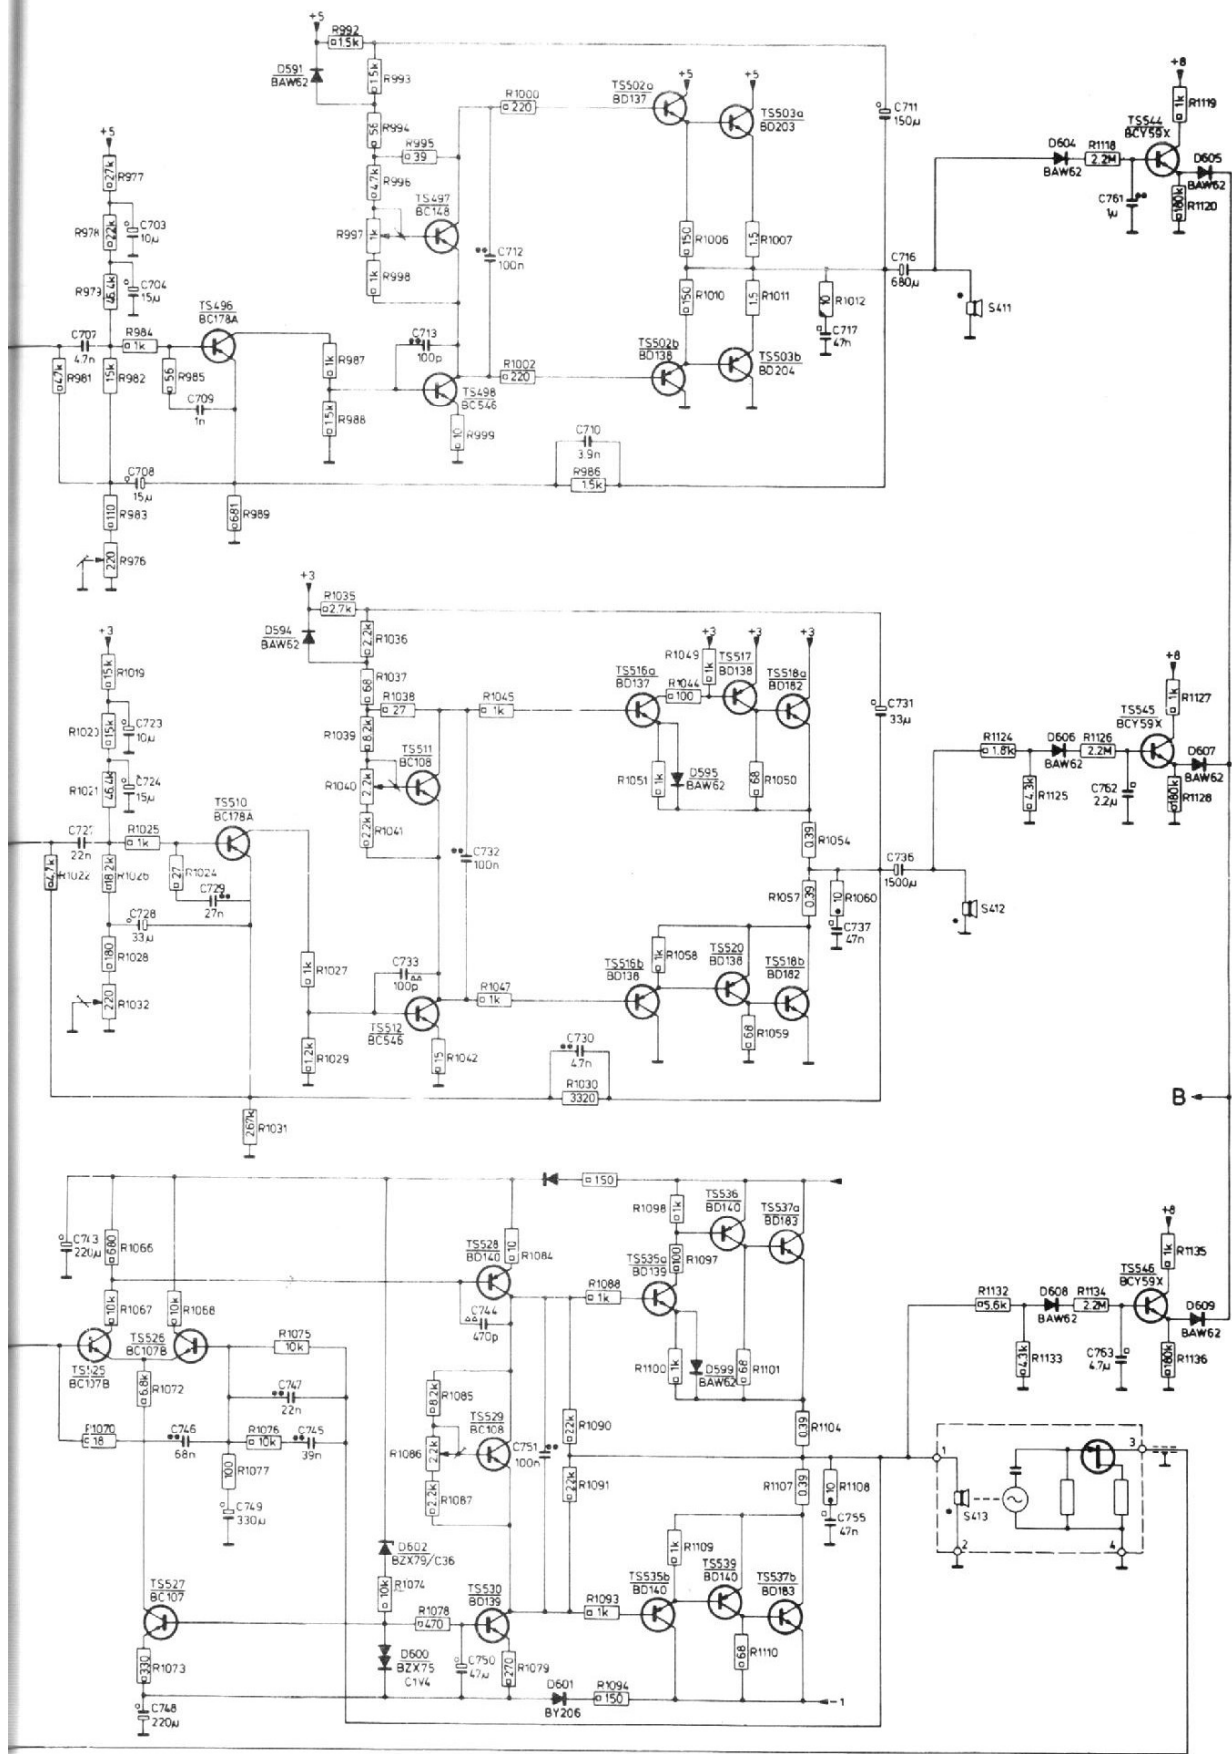 +5
R992
1.5k
D591
BAW62
1.5k
R993
R1000
220
TS502a
BD137
+5
+5
TS503a
BD203
C711
150µ
+8
1k
R1119
TS544
BCY59X
D604
BAW62
R1118
2.2M
D605
BAW62
C761
1µ
180k
R1120
56
R994
R995
39
4.7k
R996
+5
27k
R977
R978
22k
C703
10µ
R979
46.4k
C704
15µ
TS497
BC148
R997
1k
1k
R998
C712
100n
150
R1006
1.5
R1007
150
R1010
1.5
R1011
10
R1012
C716
680µ
S411
C717
47n
TS496
BC178A
C707
4.7n
R984
1k
4.7k
R981
15k
R982
56
R985
C709
1n
1k
R987
1.5k
R988
C713
100p
TS498
BC546
10
R999
R1002
220
TS502b
BD138
TS503b
BD204
C710
3.9n
R986
1.5k
C708
15µ
110
R983
681
R989
220
R976
+3
R1035
2.7k
D594
BAW62
2.2k
R1036
68
R1037
R1038
27
R1045
1k
TS516a
BD137
+3
R1049
1k
R1044
100
+3
TS517
BD138
+3
TS518a
BD182
C731
33µ
+8
1k
R1127
TS545
BCY59X
R1124
1.8k
D606
BAW62
R1126
2.2M
D607
BAW62
4.3k
R1125
C762
2.2µ
180k
R1128
+3
15k
R1019
15k
C723
10µ
R1021
46.4k
C724
15µ
R1039
8.2k
TS511
BC108
R1040
2.2k
2.2k
R1041
R1051
1k
D595
BAW62
68
R1050
0.39
R1054
TS510
BC178A
22n
R1025
1k
4.7k
R1022
18.2k
R1026
27
R1024
C729
27n
C728
33µ
C732
100n
R1057
0.39
10
R1060
C736
1500µ
S412
C737
47n
180
R1028
220
R1032
1k
R1027
C733
100p
TS512
BC546
R1047
1k
TS516b
BD138
1k
R1058
TS520
BD138
TS518b
BD182
68
R1059
1.2k
R1029
15
R1042
C730
4.7n
R1030
3320
267k
R1031
B
150
C743
220µ
680
R1066
TS528
BD140
10
R1084
R1098
1k
TS536
BD140
TS537a
BD183
TS535a
BD139
100
R1097
R1088
1k
+8
1k
R1135
TS546
BCY59X
R1132
5.6k
D608
BAW62
R1134
2.2M
D609
BAW62
4.3k
R1133
C763
4.7µ
180k
R1136
10k
R1067
10k
R1068
TS526
BC107B
TS525
BC107B
R1075
10k
C744
470p
6.8k
R1072
C747
22n
R1100
1k
D599
BAW62
68
R1101
8.2k
R1085
TS529
BC108
R1086
2.2k
2.2k
R1087
C751
100n
22k
R1090
22k
R1091
0.39
R1104
R1107
0.39
10
R1108
C755
47n
R1070
18
C746
68n
R1076
10k
C745
39n
100
R1077
C749
330µ
1
3
S413
2
4
D602
BZX79/C36
10k
R1074
1k
R1109
TS535b
BD140
TS539
BD140
TS537b
BD183
TS527
BC107
R1078
470
TS530
BD139
R1093
1k
D600
BZX75
C1V4
C750
47µ
270
R1079
68
R1110
330
R1073
C748
220µ
D601
BY206
R1094
150
-1